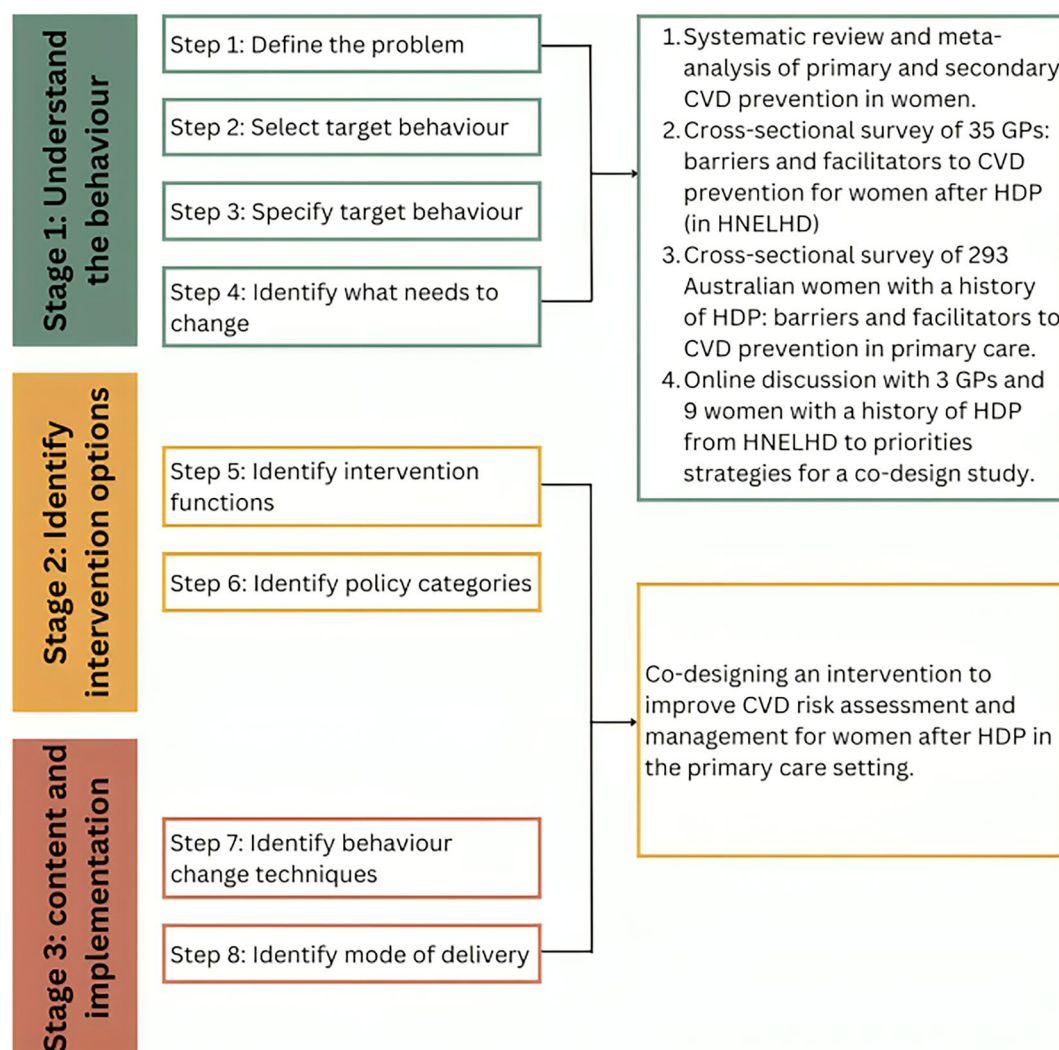 Stage 1: Understand
the behaviour
Step 1: Define the problem
Step 2: Select target behaviour
Step 3: Specify target behaviour
Step 4: Identify what needs to
change
1. Systematic review and meta-
analysis of primary and secondary
CVD prevention in women.
2. Cross-sectional survey of 35 GPs:
barriers and facilitators to CVD
prevention for women after HDP
(in HNELHD)
3. Cross-sectional survey of 293
Australian women with a history
of HDP: barriers and facilitators to
CVD prevention in primary care.
4. Online discussion with 3 GPs and
9 women with a history of HDP
from HNELHD to priorities
strategies for a co-design study.
Stage 2: Identify
intervention options
Step 5: Identify intervention
functions
Step 6: Identify policy categories
Co-designing an intervention to
improve CVD risk assessment and
management for women after HDP in
the primary care setting.
Stage 3: content and
implementation
Step 7: Identify behaviour
change techniques
Step 8: Identify mode of delivery